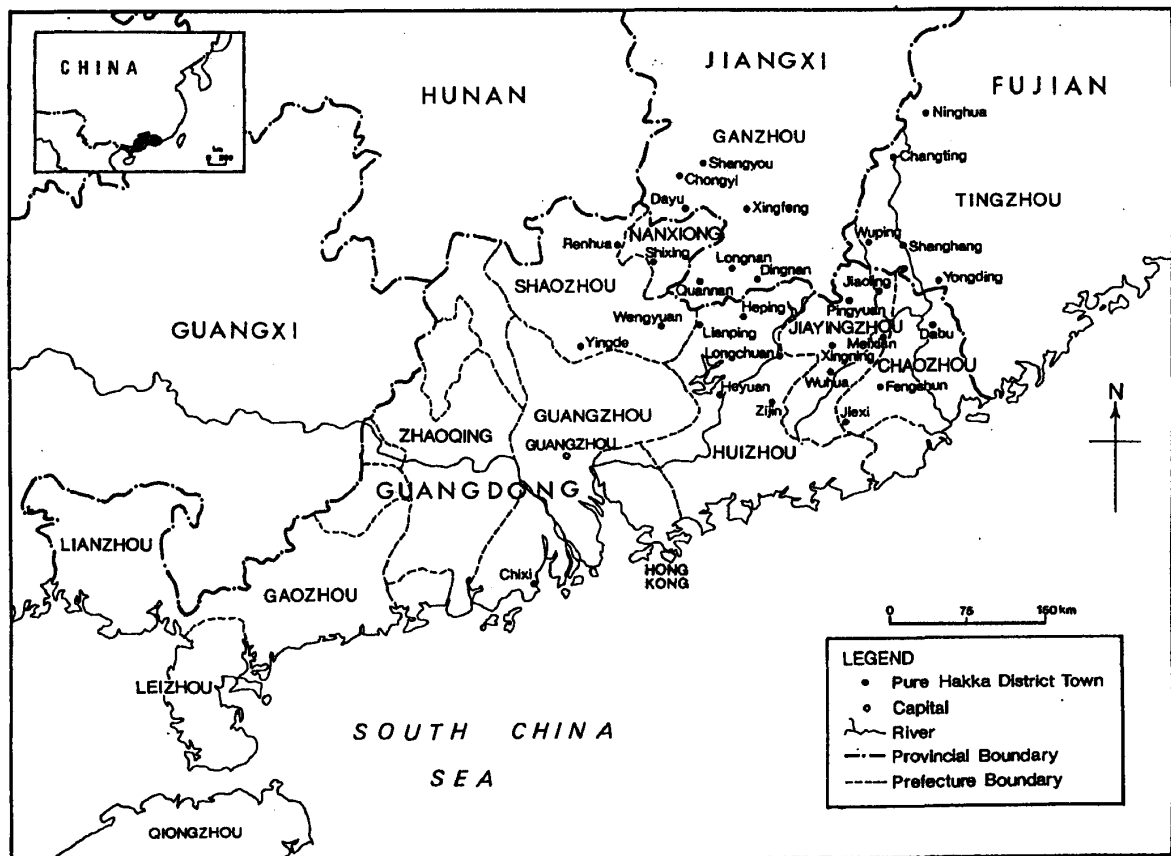 CHINA
Km
HUNAN
JIANGXI
FUJIAN
Ninghua
GANZHOU
Changting
Shangyou
Chongyi
TINGZHOU
Dayu
Xingfeng
NANXIONG
Renhua
Wuping
Shanghang
Shixing
Longnan
Dingnan
Yongding
SHAOZHOU
Quannan
Jiaoling
Pingyuan
Heping
Wengyuan
Lianping
JIAYINGZHOU
Dabu
GUANGXI
Yingde
Meixian
Longchuan
Xingning
CHAOZHOU
Wuhua
Fengshun
Heyuan
Zijin
N
GUANGZHOU
Jiexi
ZHAOQING
GUANGZHOU
HUIZHOU
GUANGDONG
LIANZHOU
HONG
KONG
Chixi
GAOZHOU
0 75 150km
LEIZHOU
LEGEND
Pure Hakka District Town
Capital
River
Provincial Boundary
Prefecture Boundary
SOUTH CHINA
SEA
QIONGZHOU